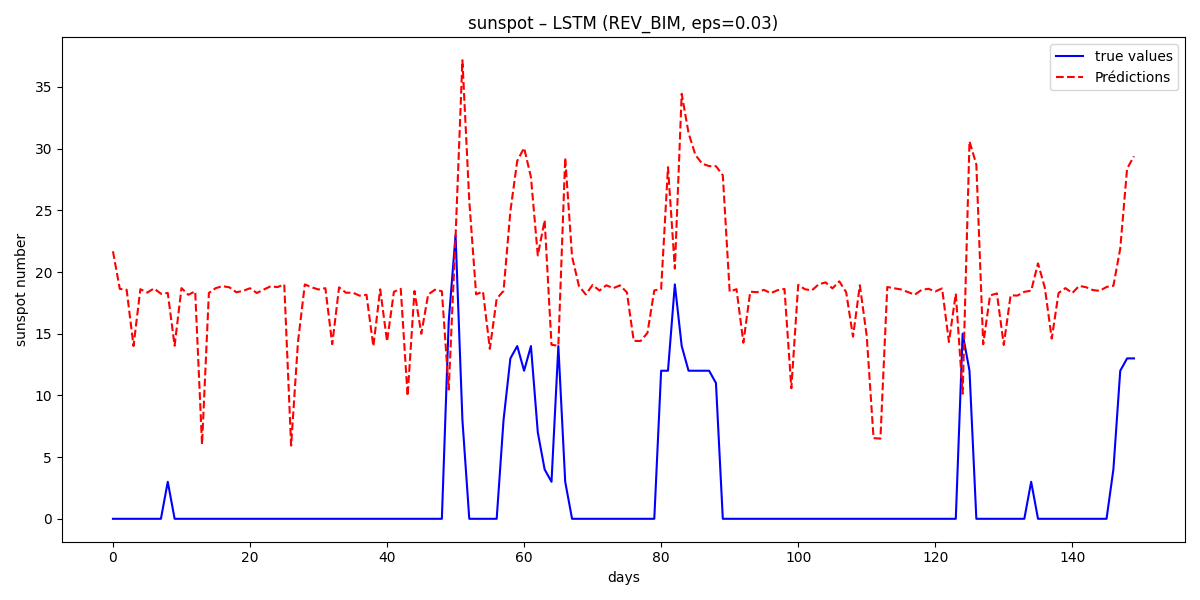 sunspot – LSTM (REV_BIM, eps=0.03)
true values
Prédictions
sunspot number
35
30
25
20
15
10
5
0
0 20 40 60 80 100 120 140
days